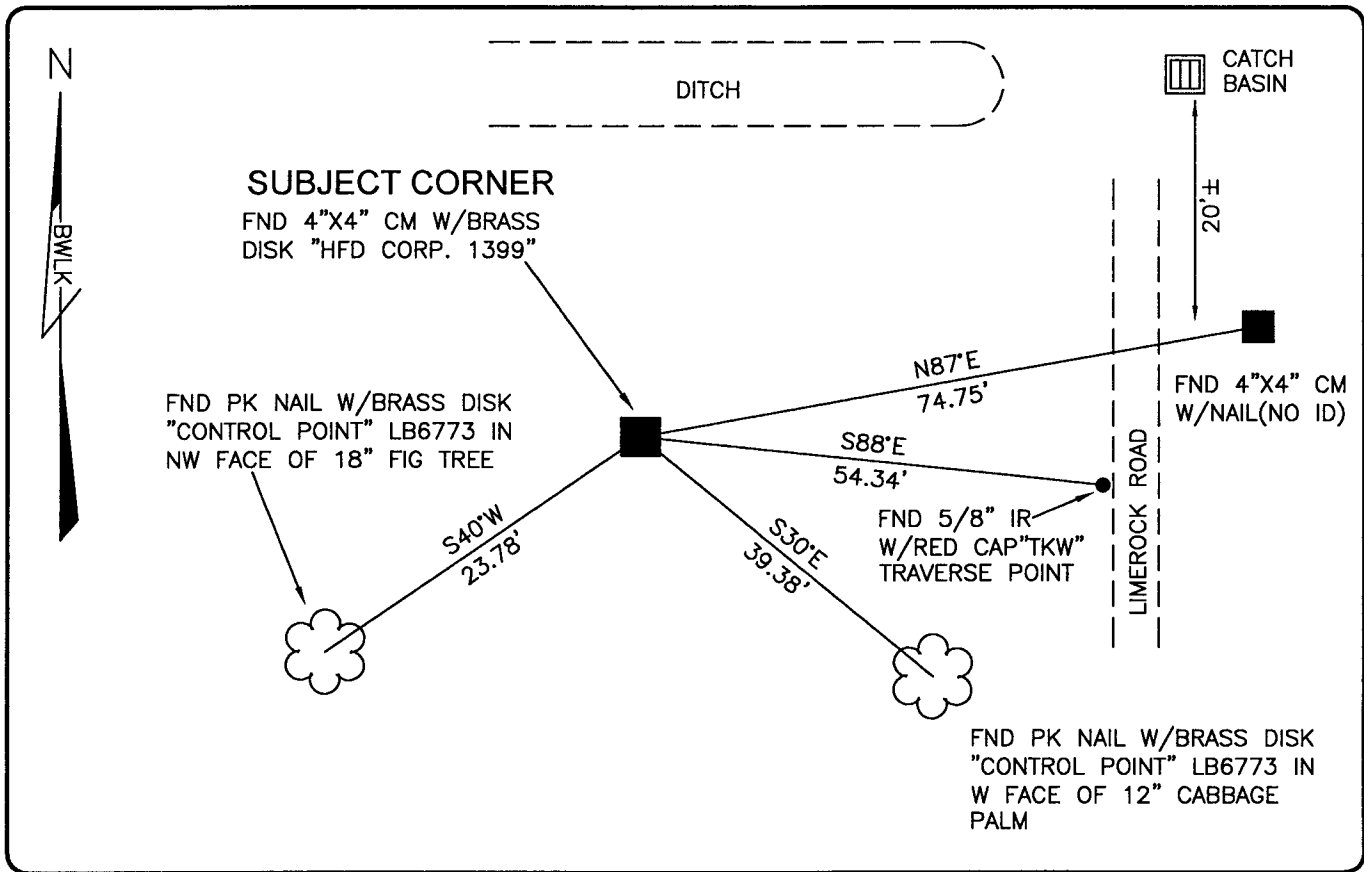 N
BWLK
DITCH
CATCH
BASIN
20'±
SUBJECT CORNER
FND 4"X4" CM W/BRASS
DISK "HFD CORP. 1399"
FND PK NAIL W/BRASS DISK
"CONTROL POINT" LB6773 IN
NW FACE OF 18" FIG TREE
N87°E
74.75'
FND 4"X4" CM
W/NAIL(NO ID)
S88°E
54.34'
LIMEROCK ROAD
FND 5/8" IR
W/RED CAP"TKW"
TRAVERSE POINT
S40°W
23.78'
S30°E
39.38'
FND PK NAIL W/BRASS DISK
"CONTROL POINT" LB6773 IN
W FACE OF 12" CABBAGE
PALM